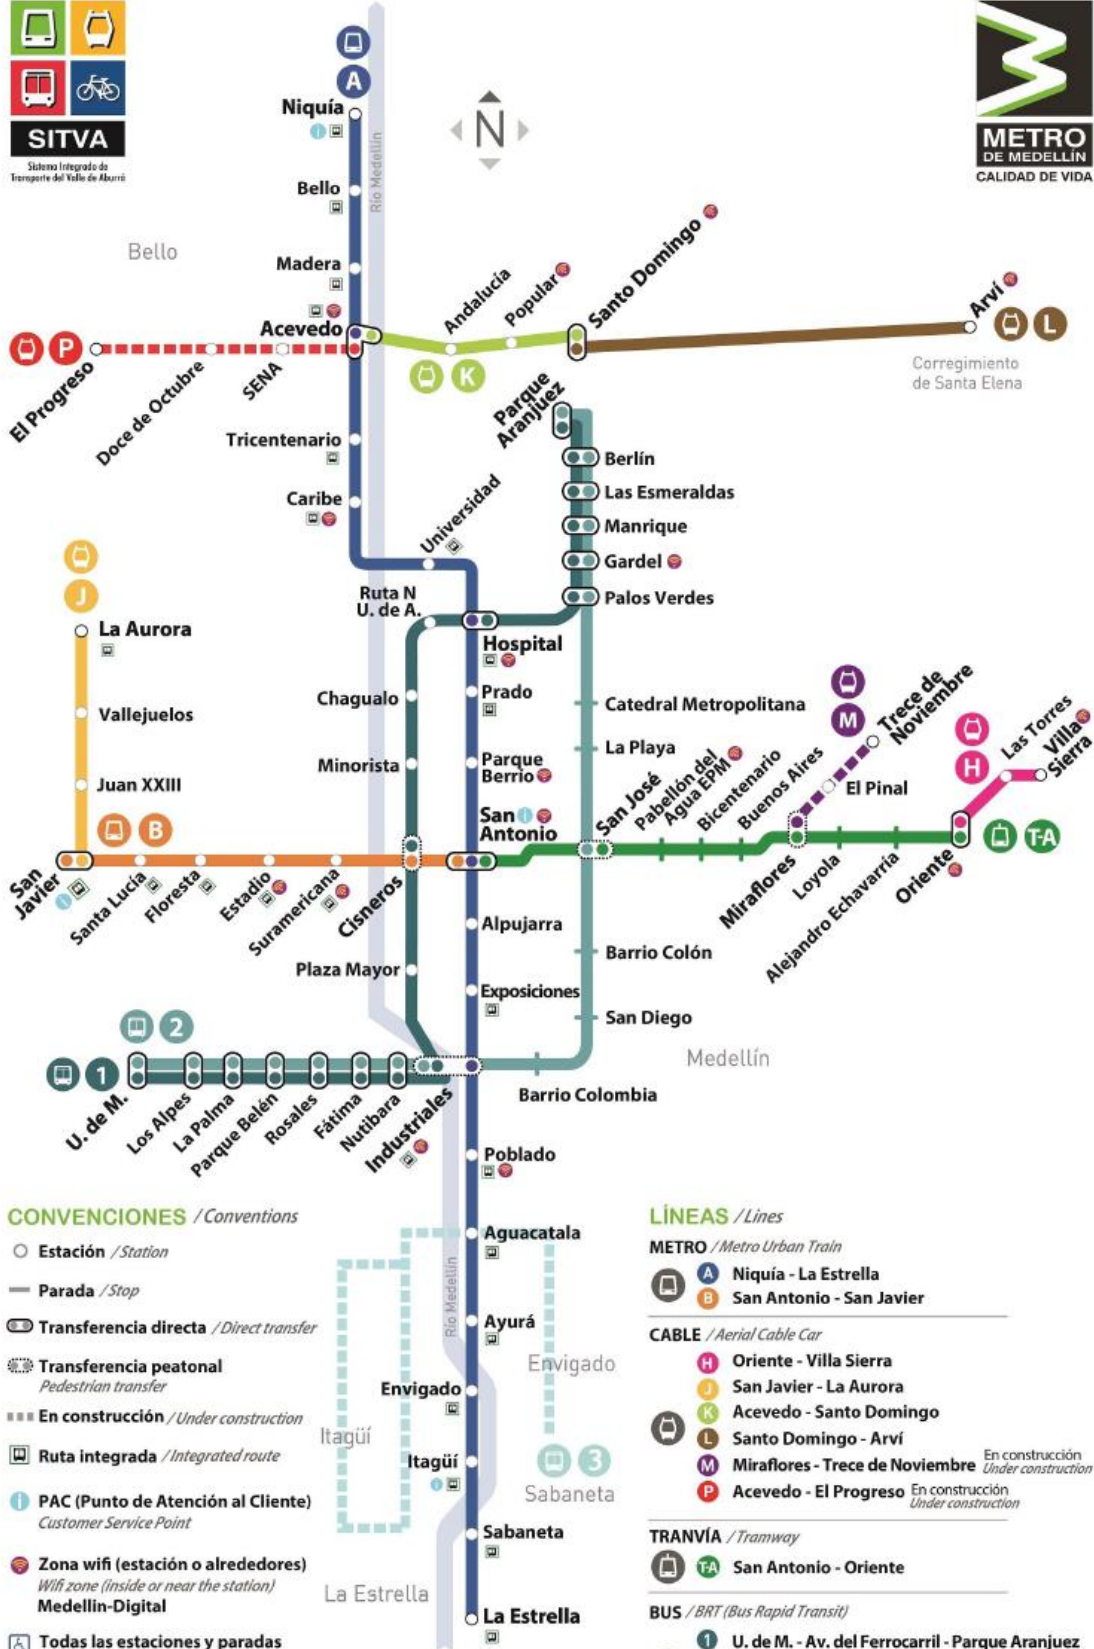 SITVA
Sistema Integrado de
Transporte del Valle de Aburrá
METRO
DE MEDELLÍN
CALIDAD DE VIDA
N
A
Niquía
Río Medellín
Bello
Bello
Madera
Acevedo
P
El Progreso
Doce de Octubre
SENA
K
Andalucía
Popular
Santo Domingo
Arví
L
Corregimiento
de Santa Elena
Tricentenario
Caribe
Universidad
Parque
Aranjuez
Berlín
Las Esmeraldas
Manrique
Gardel
Palos Verdes
Ruta N
U. de A.
Hospital
J
La Aurora
Vallejuelos
Juan XXIII
Chagualo
Minorista
Prado
Parque
Berrio
San
Antonio
Catedral Metropolitana
La Playa
San José
Pabellón del
Agua EPM
Bicentenario
Buenos Aires
M
Trece de
Noviembre
El Pinal
H
Las Torres
Villa
Sierra
T-A
B
San
Javier
Santa Lucía
Floresta
Estadio
Suramericana
Cisneros
Miraflores
Loyola
Alejandro Echavarría
Oriente
Alpujarra
Plaza Mayor
Exposiciones
Barrio Colón
San Diego
Medellín
2
1
U. de M.
Los Alpes
La Palma
Parque Belén
Rosales
Fátima
Nutibara
Industriales
Barrio Colombia
Poblado
Aguacatala
Río Medellín
Ayurá
Envigado
Envigado
Itagüí
Itagüí
3
Sabaneta
Sabaneta
La Estrella
La Estrella
CONVENCIONES / Conventions
Estación / Station
Parada / Stop
Transferencia directa / Direct transfer
Transferencia peatonal
Pedestrian transfer
En construcción / Under construction
Ruta integrada / Integrated route
PAC (Punto de Atención al Cliente)
Customer Service Point
Zona wifi (estación o alrededores)
Wifi zone (inside or near the station)
Medellin-Digital
Todas las estaciones y paradas
LÍNEAS / Lines
METRO / Metro Urban Train
A Niquía - La Estrella
B San Antonio - San Javier
CABLE / Aerial Cable Car
H Oriente - Villa Sierra
J San Javier - La Aurora
K Acevedo - Santo Domingo
L Santo Domingo - Arví
M Miraflores - Trece de Noviembre En construcción
Under construction
P Acevedo - El Progreso En construcción
Under construction
TRANVÍA / Tramway
T-A San Antonio - Oriente
BUS / BRT (Bus Rapid Transit)
1 U. de M. - Av. del Ferrocarril - Parque Aranjuez